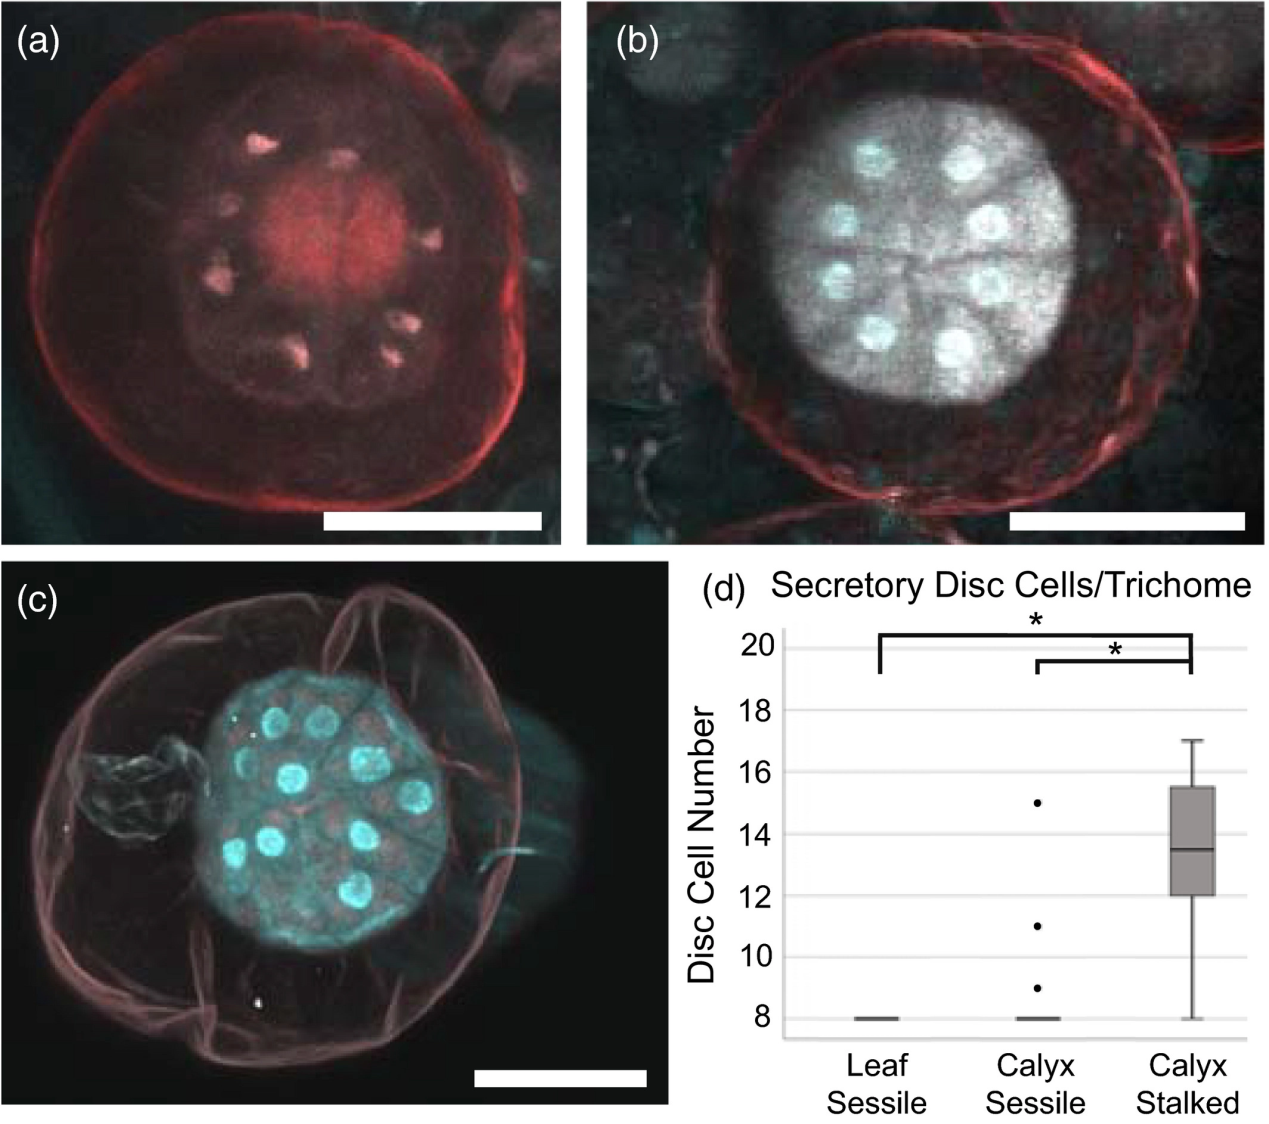 (a)
(b)
(c)
(d) Secretory Disc Cells/Trichome
*
*
20
18
16
14
12
10
8
Disc Cell Number
Leaf Sessile
Calyx Sessile
Calyx Stalked